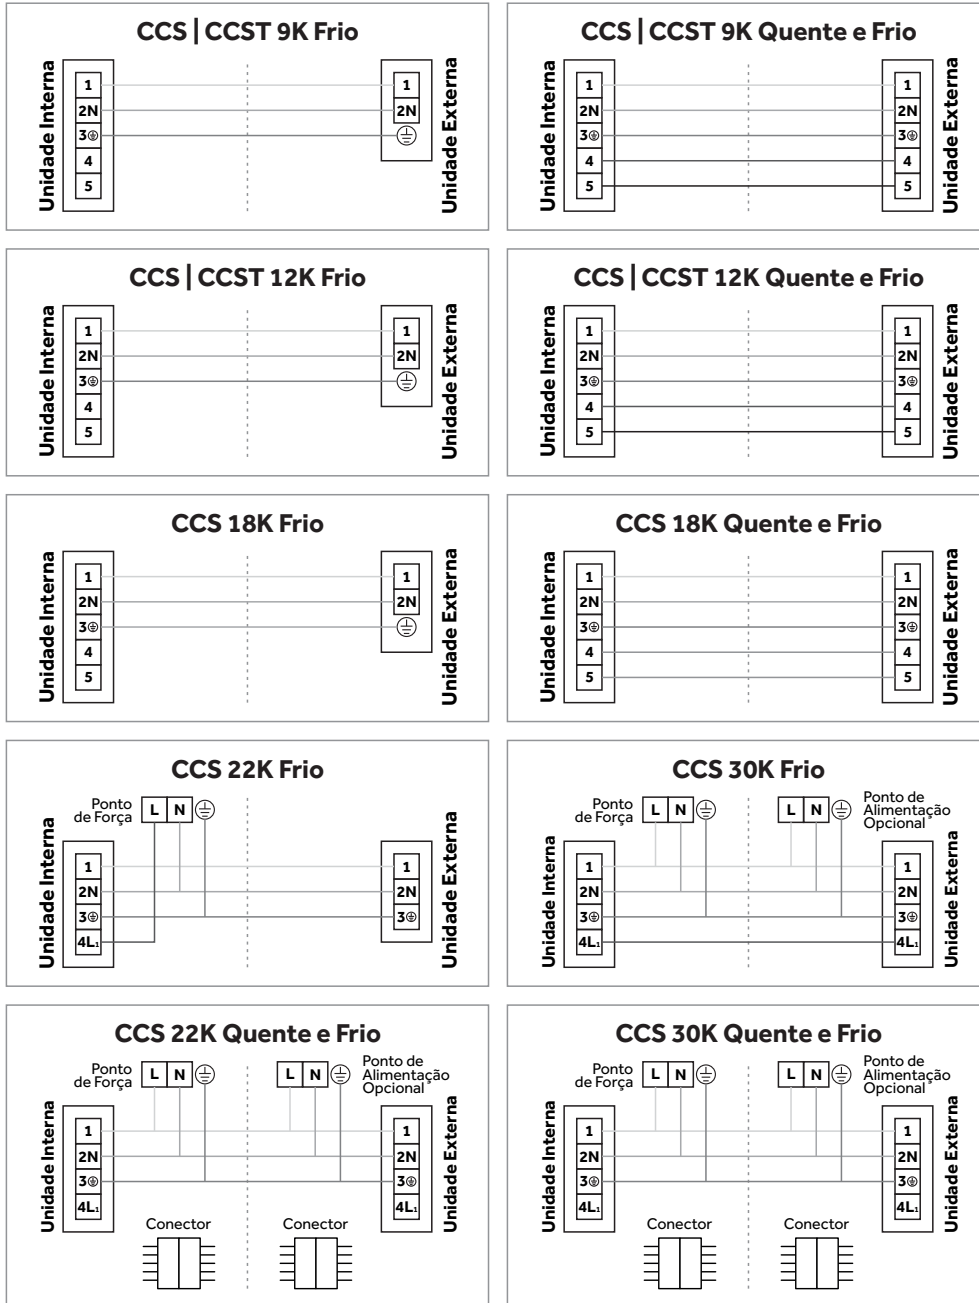 CCS | CCST 9K Frio
Unidade Interna
1
2N
3
4
5
1
2N
Unidade Externa
CCS | CCST 9K Quente e Frio
Unidade Interna
1
2N
3
4
5
1
2N
3
4
5
Unidade Externa
CCS | CCST 12K Frio
Unidade Interna
1
2N
3
4
5
1
2N
Unidade Externa
CCS | CCST 12K Quente e Frio
Unidade Interna
1
2N
3
4
5
1
2N
3
4
5
Unidade Externa
CCS 18K Frio
Unidade Interna
1
2N
3
4
5
1
2N
Unidade Externa
CCS 18K Quente e Frio
Unidade Interna
1
2N
3
4
5
1
2N
3
4
5
Unidade Externa
CCS 22K Frio
Ponto
de Força
L N
Unidade Interna
1
2N
3
4L₁
1
2N
3
Unidade Externa
CCS 30K Frio
Ponto
de Força
L N
L N
Ponto de
Alimentação
Opcional
Unidade Interna
1
2N
3
4L₁
1
2N
3
4L₁
Unidade Externa
CCS 22K Quente e Frio
Ponto
de Força
L N
L N
Ponto de
Alimentação
Opcional
Unidade Interna
1
2N
3
4L₁
1
2N
3
4L₁
Unidade Externa
Conector
Conector
CCS 30K Quente e Frio
Ponto
de Força
L N
L N
Ponto de
Alimentação
Opcional
Unidade Interna
1
2N
3
4L₁
1
2N
3
4L₁
Unidade Externa
Conector
Conector